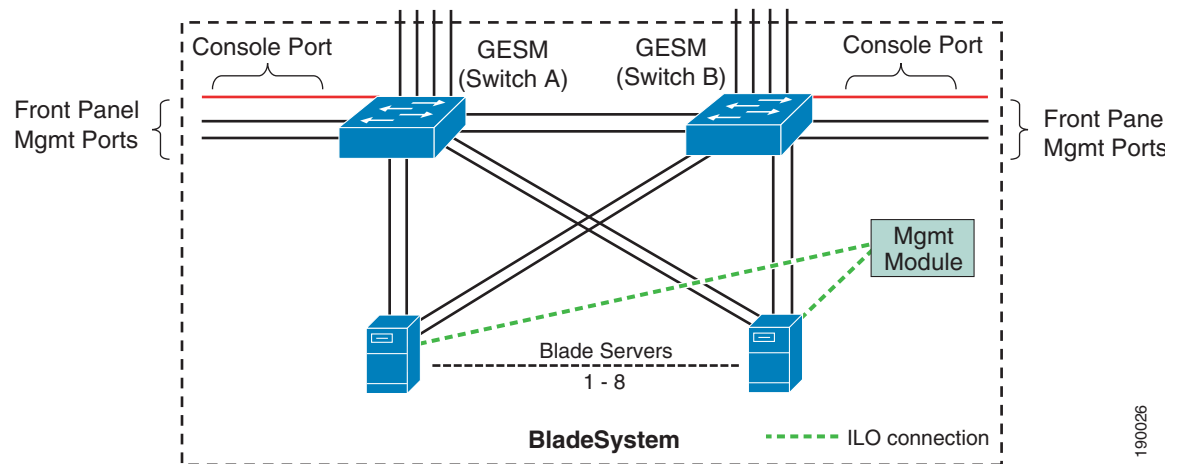 Console Port
GESM
(Switch A)
GESM
(Switch B)
Console Port
Front Panel
Mgmt Ports
Front Pane
Mgmt Ports
Mgmt
Module
Blade Servers
1 - 8
BladeSystem
ILO connection
190026